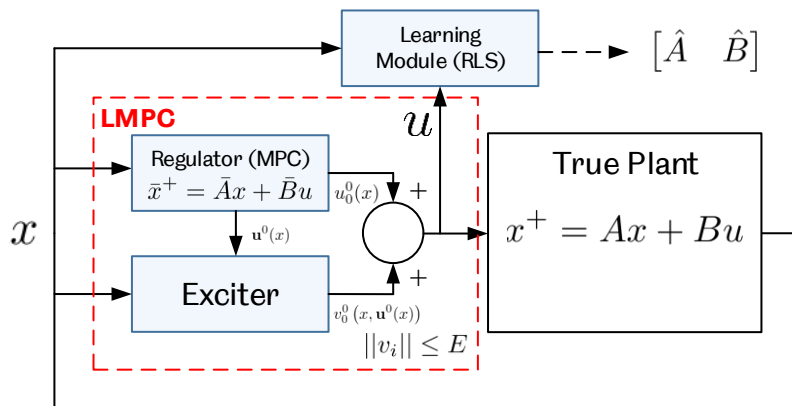 Learning
Module (RLS)
[Â B̂]
LMPC
u
Regulator (MPC)
x̄⁺ = Āx + B̄u
u₀⁰(x)
+
True Plant
x⁺ = Ax + Bu
x
𝐮⁰(x)
Exciter
+
v₀⁰(x, 𝐮⁰(x))
||vᵢ|| ≤ E